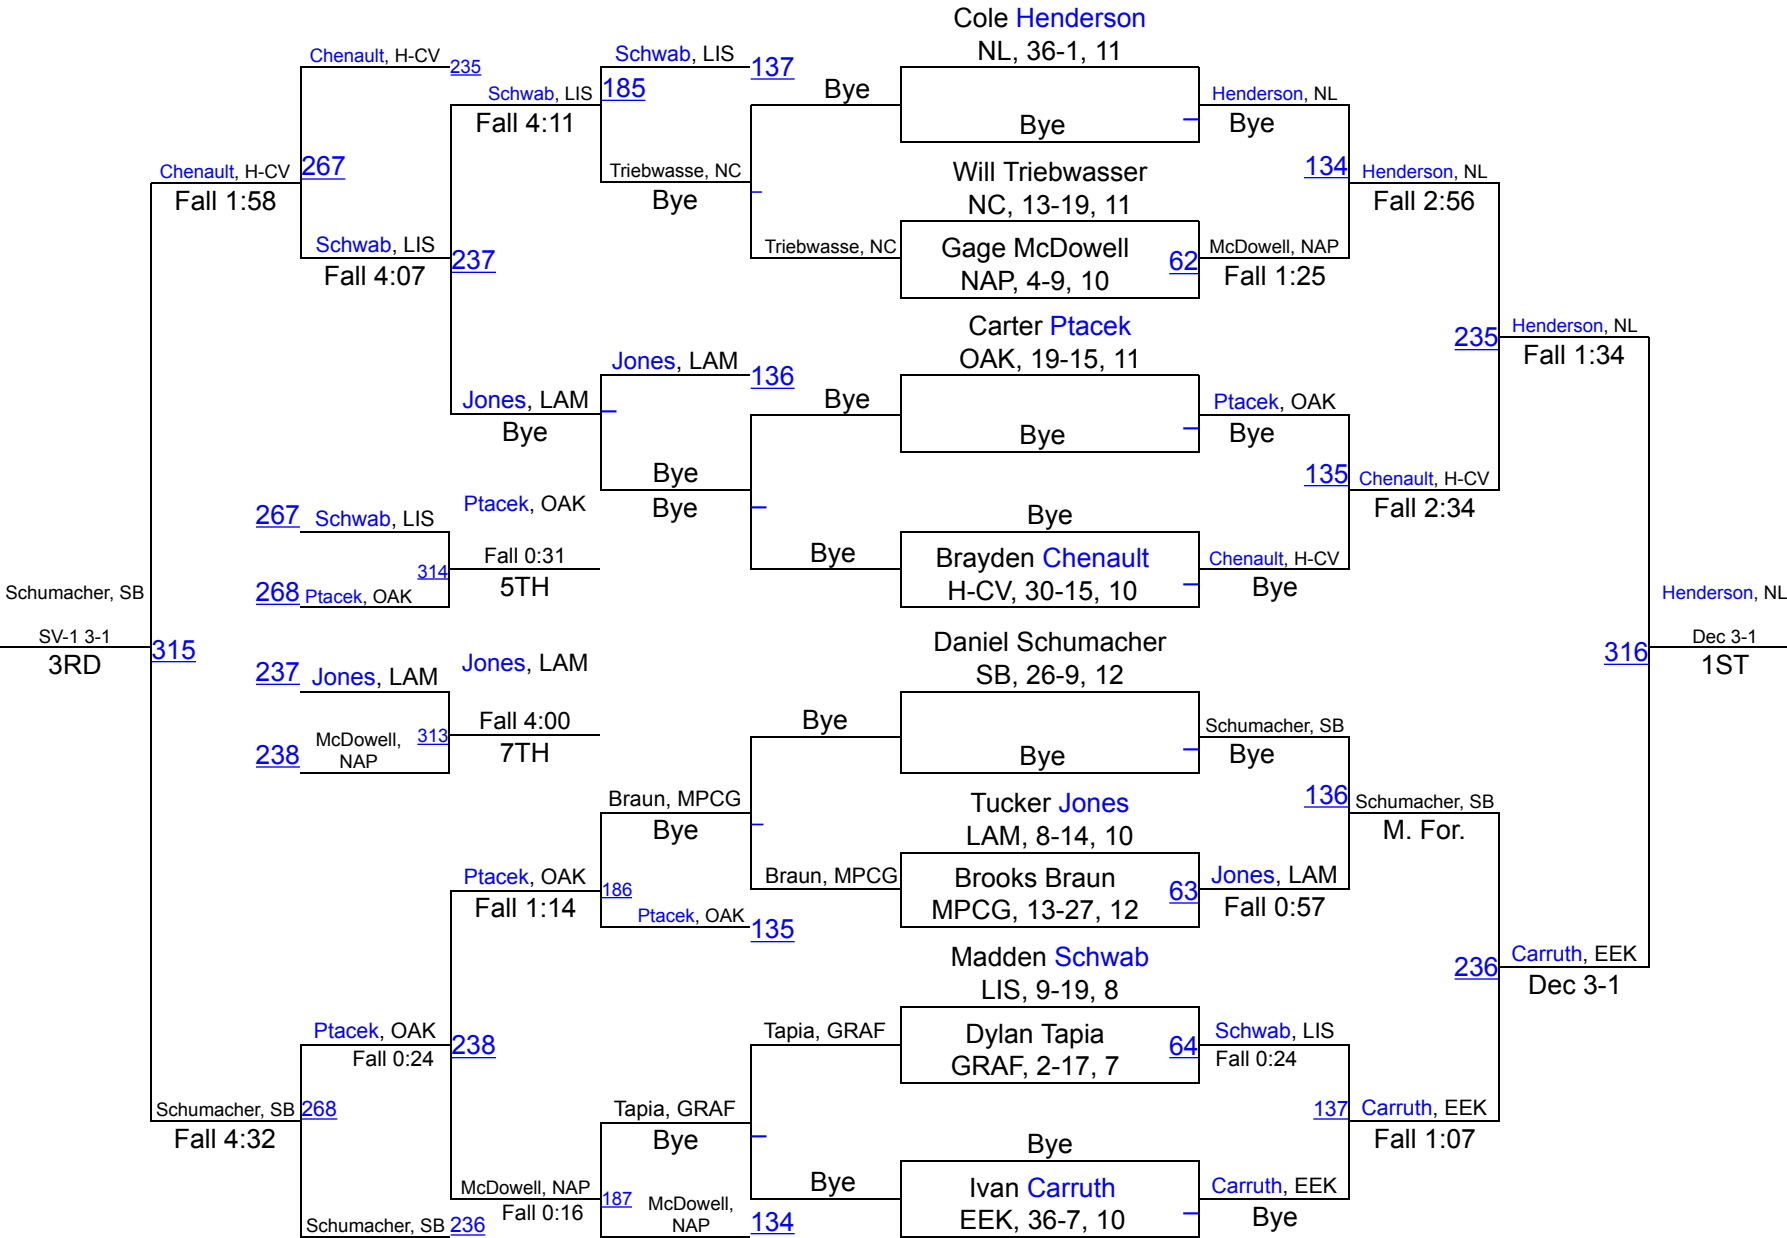 Cole Henderson
NL, 36-1, 11
Chenault, H-CV
235
Schwab, LIS
137
Schwab, LIS
185
Fall 4:11
Bye
Bye
Henderson, NL
Bye
Chenault, H-CV
267
Fall 1:58
Triebwasse, NC
Bye
Will Triebwasser
NC, 13-19, 11
134
Henderson, NL
Fall 2:56
Schwab, LIS
237
Fall 4:07
Triebwasse, NC
Gage McDowell
NAP, 4-9, 10
62
McDowell, NAP
Fall 1:25
Carter Ptacek
OAK, 19-15, 11
235
Henderson, NL
Fall 1:34
Jones, LAM
136
Jones, LAM
Bye
Bye
Bye
Ptacek, OAK
Bye
Bye
Bye
135
Chenault, H-CV
Fall 2:34
267
Schwab, LIS
Ptacek, OAK
Bye
Bye
Brayden Chenault
H-CV, 30-15, 10
Chenault, H-CV
Bye
314
Fall 0:31
5TH
268
Ptacek, OAK
Schumacher, SB
SV-1 3-1
3RD
315
Henderson, NL
316
Dec 3-1
1ST
237
Jones, LAM
Jones, LAM
Daniel Schumacher
SB, 26-9, 12
238
McDowell,
NAP
313
Fall 4:00
7TH
Bye
Bye
Schumacher, SB
Bye
Braun, MPCG
Bye
Tucker Jones
LAM, 8-14, 10
136
Schumacher, SB
M. For.
Ptacek, OAK
186
Fall 1:14
Ptacek, OAK
135
Braun, MPCG
Brooks Braun
MPCG, 13-27, 12
63
Jones, LAM
Fall 0:57
Madden Schwab
LIS, 9-19, 8
236
Carruth, EEK
Dec 3-1
Ptacek, OAK
238
Fall 0:24
Tapia, GRAF
Dylan Tapia
GRAF, 2-17, 7
64
Schwab, LIS
Fall 0:24
Schumacher, SB
268
Fall 4:32
Tapia, GRAF
Bye
137
Carruth, EEK
Fall 1:07
Bye
Bye
Ivan Carruth
EEK, 36-7, 10
Carruth, EEK
Bye
McDowell, NAP
187
Fall 0:16
McDowell,
NAP
134
Schumacher, SB
236